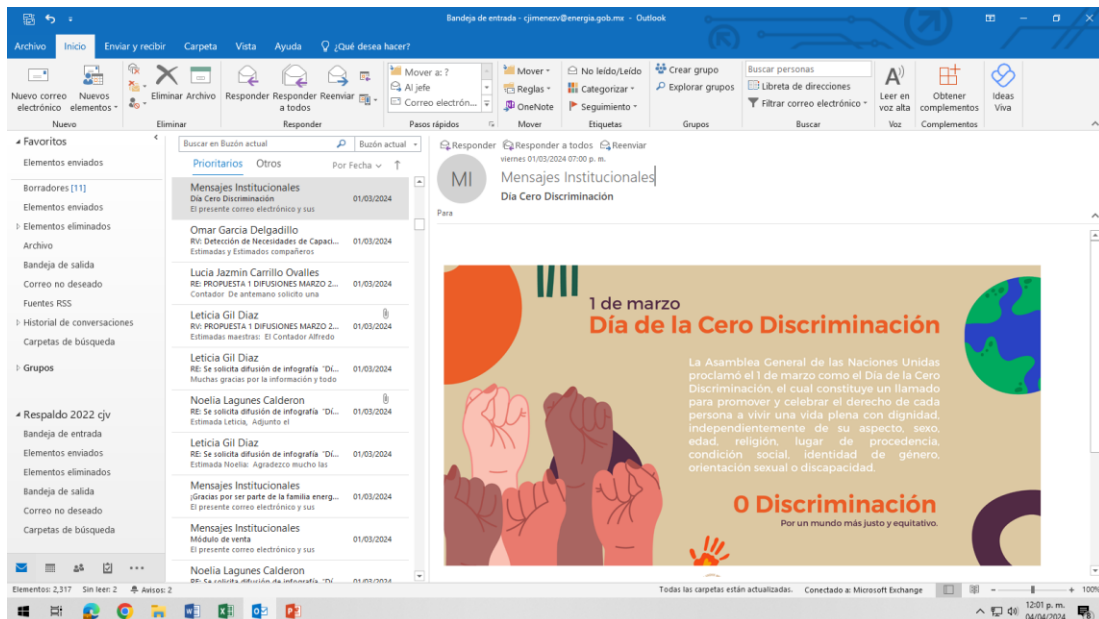 Bandeja de entrada - cjimenezv@energia.gob.mx - Outlook
Archivo Inicio Enviar y recibir Carpeta Vista Ayuda ¿Qué desea hacer?
Nuevo correo electrónico
Nuevos elementos
Nuevo
Eliminar Archivo
Eliminar
Responder Responder a todos Reenviar
Responder
Mover a: ?
Al jefe
Correo electrón...
Pasos rápidos
Mover
Reglas
OneNote
Mover
No leído/Leído
Categorizar
Seguimiento
Etiquetas
Crear grupo
Explorar grupos
Grupos
Buscar personas
Libreta de direcciones
Filtrar correo electrónico
Buscar
Leer en voz alta
Voz
Obtener complementos
Complementos
Ideas
Viva
Favoritos
Elementos enviados
Borradores [11]
Elementos enviados
Elementos eliminados
Archivo
Bandeja de salida
Correo no deseado
Fuentes RSS
Historial de conversaciones
Carpetas de búsqueda
Grupos
Respaldo 2022 cjv
Bandeja de entrada
Elementos enviados
Elementos eliminados
Bandeja de salida
Correo no deseado
Carpetas de búsqueda
Buscar en Buzón actual Buzón actual
Prioritarios Otros Por Fecha
Mensajes Institucionales
Día Cero Discriminación 01/03/2024
El presente correo electrónico y sus
Omar Garcia Delgadillo
RV: Detección de Necesidades de Capaci... 01/03/2024
Estimadas y Estimados compañeros
Lucia Jazmin Carrillo Ovalles
RE: PROPUESTA 1 DIFUSIONES MARZO 2... 01/03/2024
Contador De antemano solicito una
Leticia Gil Diaz
RV: PROPUESTA 1 DIFUSIONES MARZO 2... 01/03/2024
Estimadas maestras: El Contador Alfredo
Leticia Gil Diaz
RE: Se solicita difusión de infografía "Dí... 01/03/2024
Muchas gracias por la información y todo
Noelia Lagunes Calderon
RE: Se solicita difusión de infografía "Dí... 01/03/2024
Estimada Leticia, Adjunto el
Leticia Gil Diaz
RE: Se solicita difusión de infografía "Dí... 01/03/2024
Estimada Noelia: Agradezco mucho las
Mensajes Institucionales
¡Gracias por ser parte de la familia energ... 01/03/2024
El presente correo electrónico y sus
Mensajes Institucionales
Módulo de venta 01/03/2024
El presente correo electrónico y sus
Noelia Lagunes Calderon
RE: Se solicita difusión de infografía "Dí... 01/03/2024
Responder Responder a todos Reenviar
viernes 01/03/2024 07:00 p. m.
MI
Mensajes Institucionales
Día Cero Discriminación
Para
1 de marzo
Día de la Cero Discriminación
La Asamblea General de las Naciones Unidas
proclamó el 1 de marzo como el Día de la Cero
Discriminación, el cual constituye un llamado
para promover y celebrar el derecho de cada
persona a vivir una vida plena con dignidad,
independientemente de su aspecto, sexo,
edad, religión, lugar de procedencia,
condición social, identidad de género,
orientación sexual o discapacidad.
0 Discriminación
Por un mundo más justo y equitativo.
Elementos: 2,317 Sin leer: 2 Avisos: 2
Todas las carpetas están actualizadas. Conectado a: Microsoft Exchange 100%
12:01 p. m.
04/04/2024